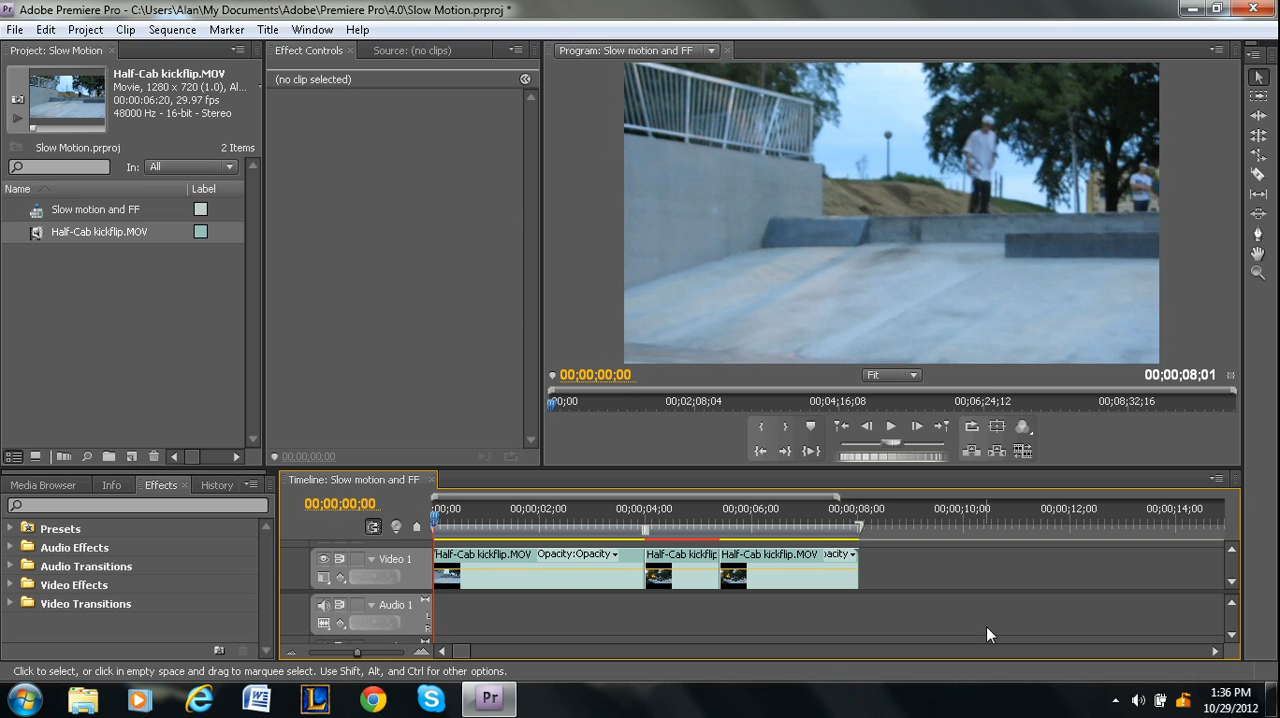 Adobe Premiere Pro - C:\Users\Alan\My Documents\Adobe\Premiere Pro\4.0\Slow Motion.prproj *
File Edit Project Clip Sequence Marker Title Window Help
Project: Slow Motion
Half-Cab kickflip.MOV
Movie, 1280 x 720 (1.0), Al...
00:00:06:20, 29.97 fps
48000 Hz - 16-bit - Stereo
Slow Motion.prproj 2 Items
In: All
Name Label
Slow motion and FF
Half-Cab kickflip.MOV
Effect Controls Source: (no clips)
(no clip selected)
00;00;00;00
Program: Slow motion and FF
00;00;00;00 Fit 00;00;08;01
00;00 00;02;08;04 00;04;16;08 00;06;24;12 00;08;32;16
Media Browser Info Effects History
Presets
Audio Effects
Audio Transitions
Video Effects
Video Transitions
Timeline: Slow motion and FF
00;00;00;00
:00;00 00;00;02;00 00;00;04;00 00;00;06;00 00;00;08;00 00;00;10;00 00;00;12;00 00;00;14;00
Video 1 Half-Cab kickflip.MOV Opacity:Opacity Half-Cab kickflip Half-Cab kickflip.MOV pacity
Audio 1
L
R
Click to select, or click in empty space and drag to marquee select. Use Shift, Alt, and Ctrl for other options.
W L S Pr
1:36 PM
10/29/2012